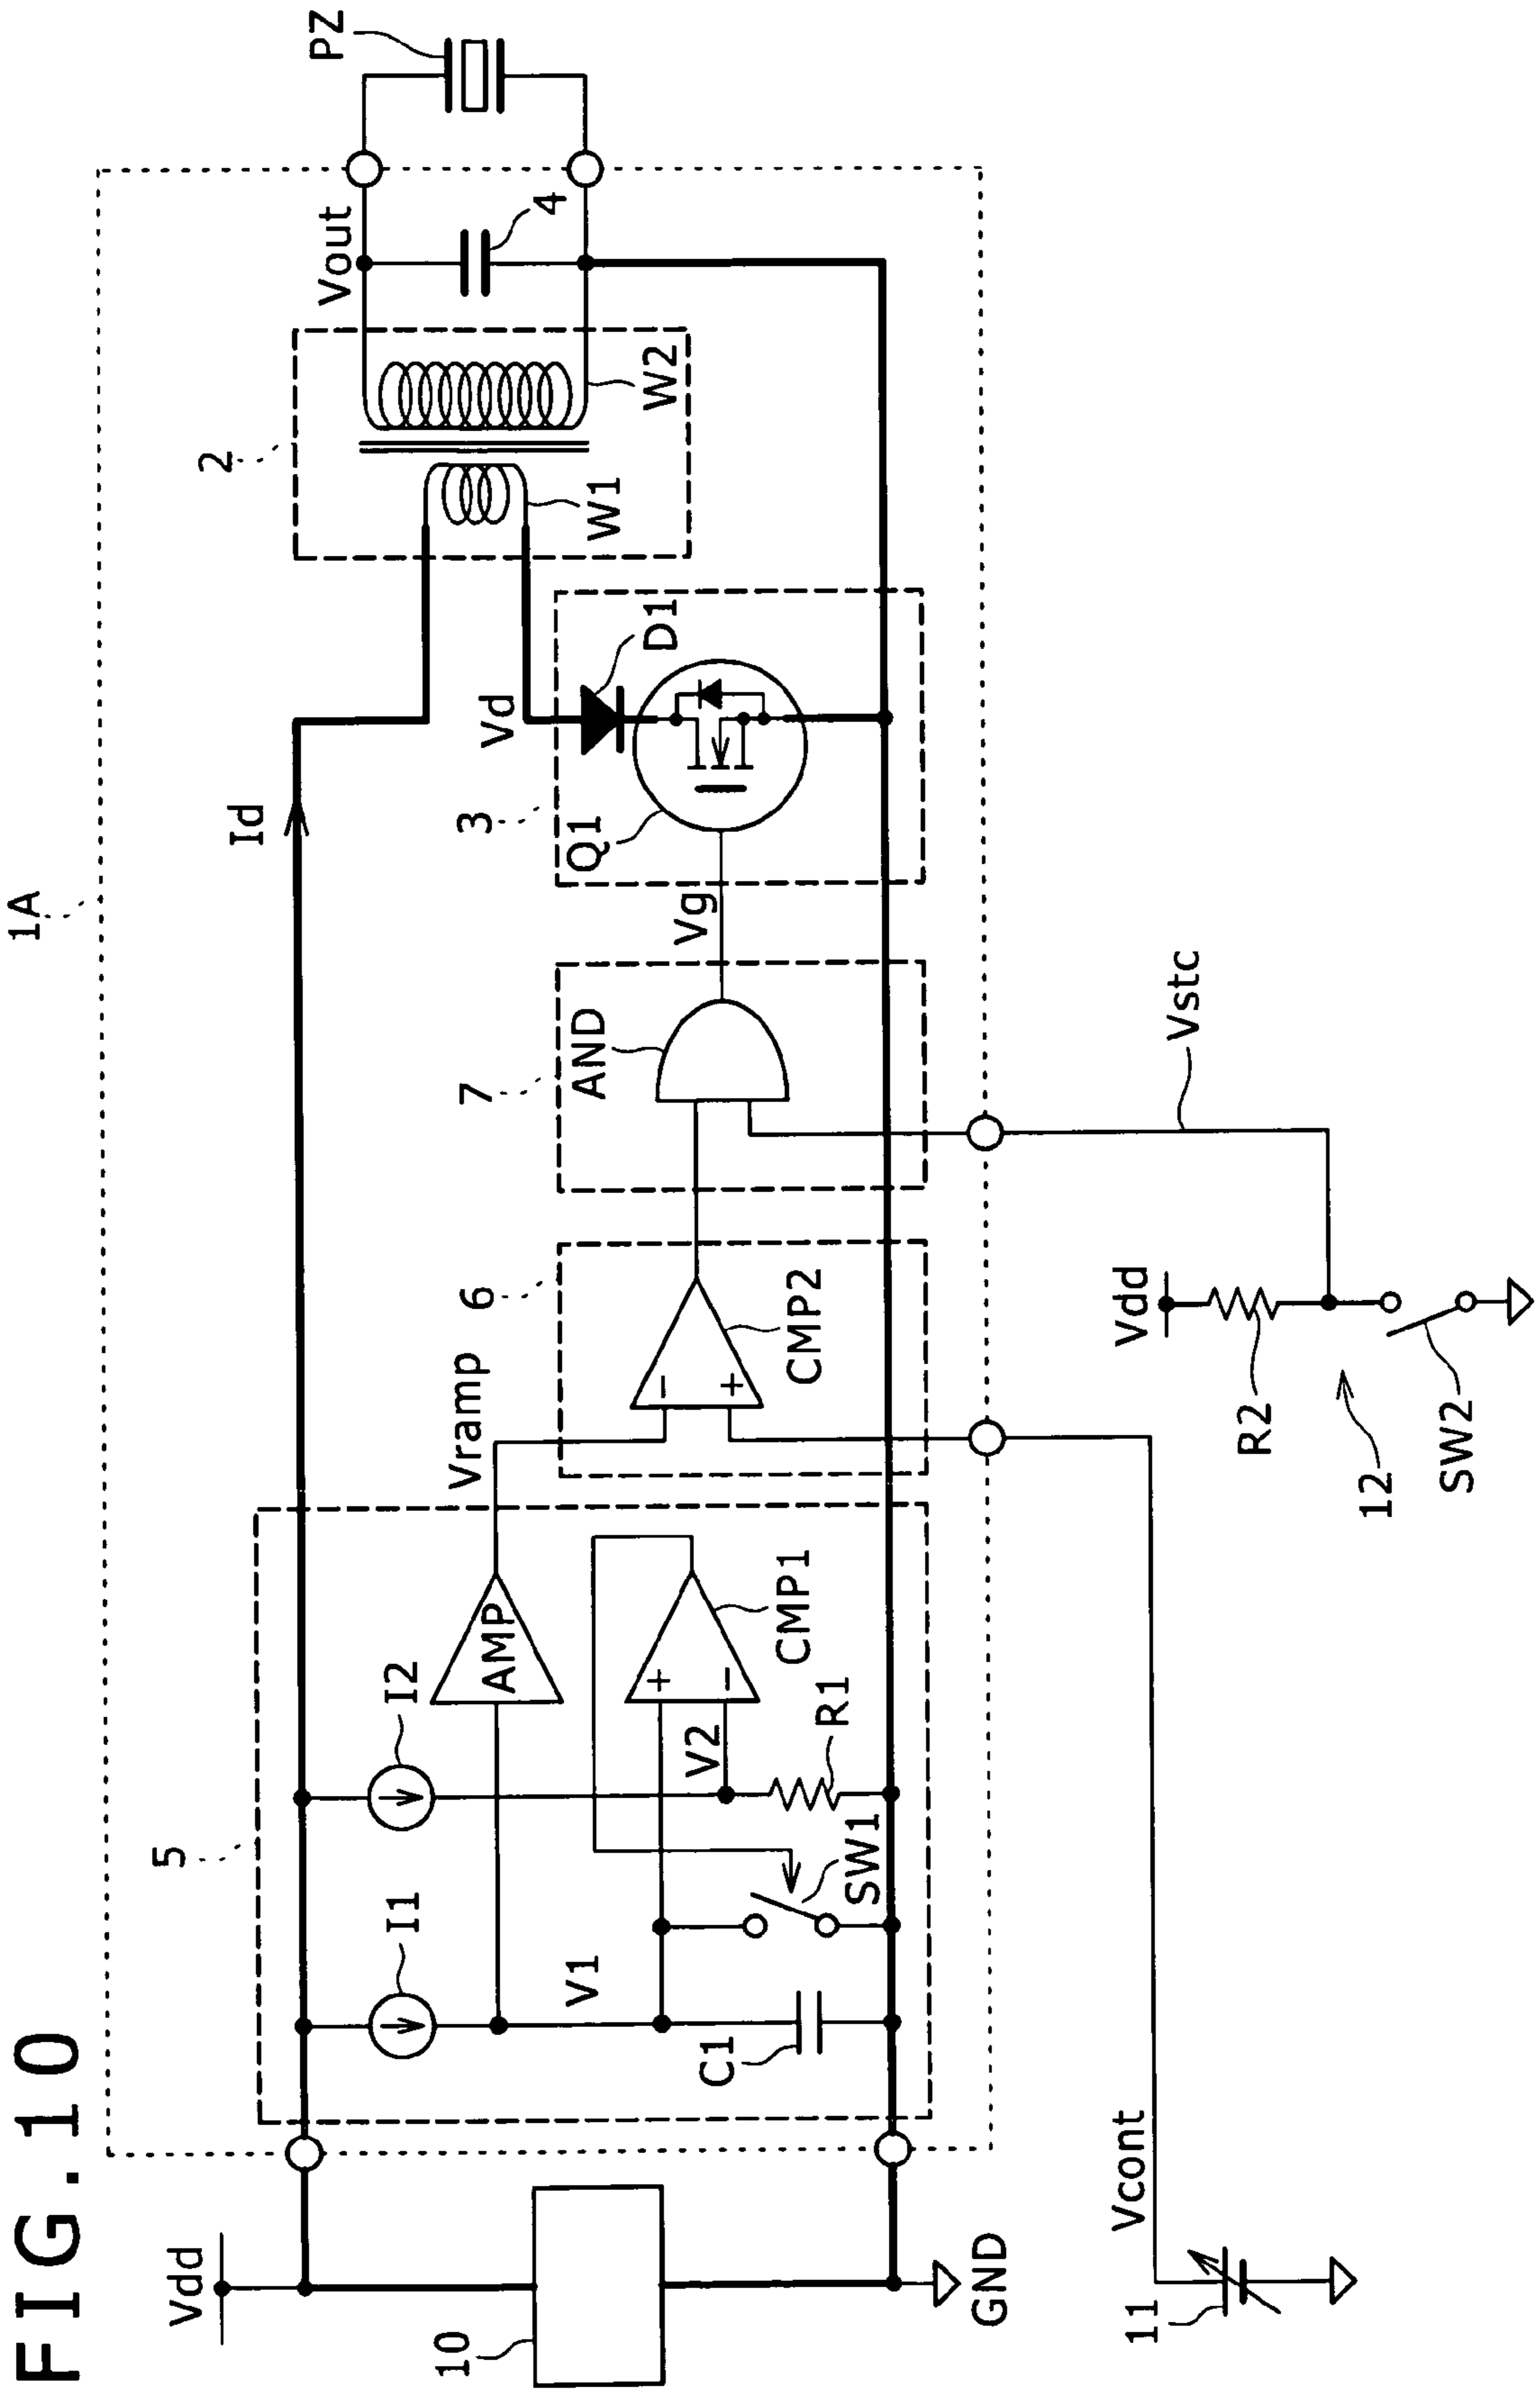 FIG.10
1A
Vdd
10
GND
5
I1
I2
V1
C1
SW1
V2
R1
AMP
+
−
CMP1
Vramp
6
−
+
CMP2
7
AND
Vg
Id
3
Q1
D1
Vd
2
W1
W2
Vout
4
PZ
11
Vcont
Vdd
R2
12
SW2
Vstc